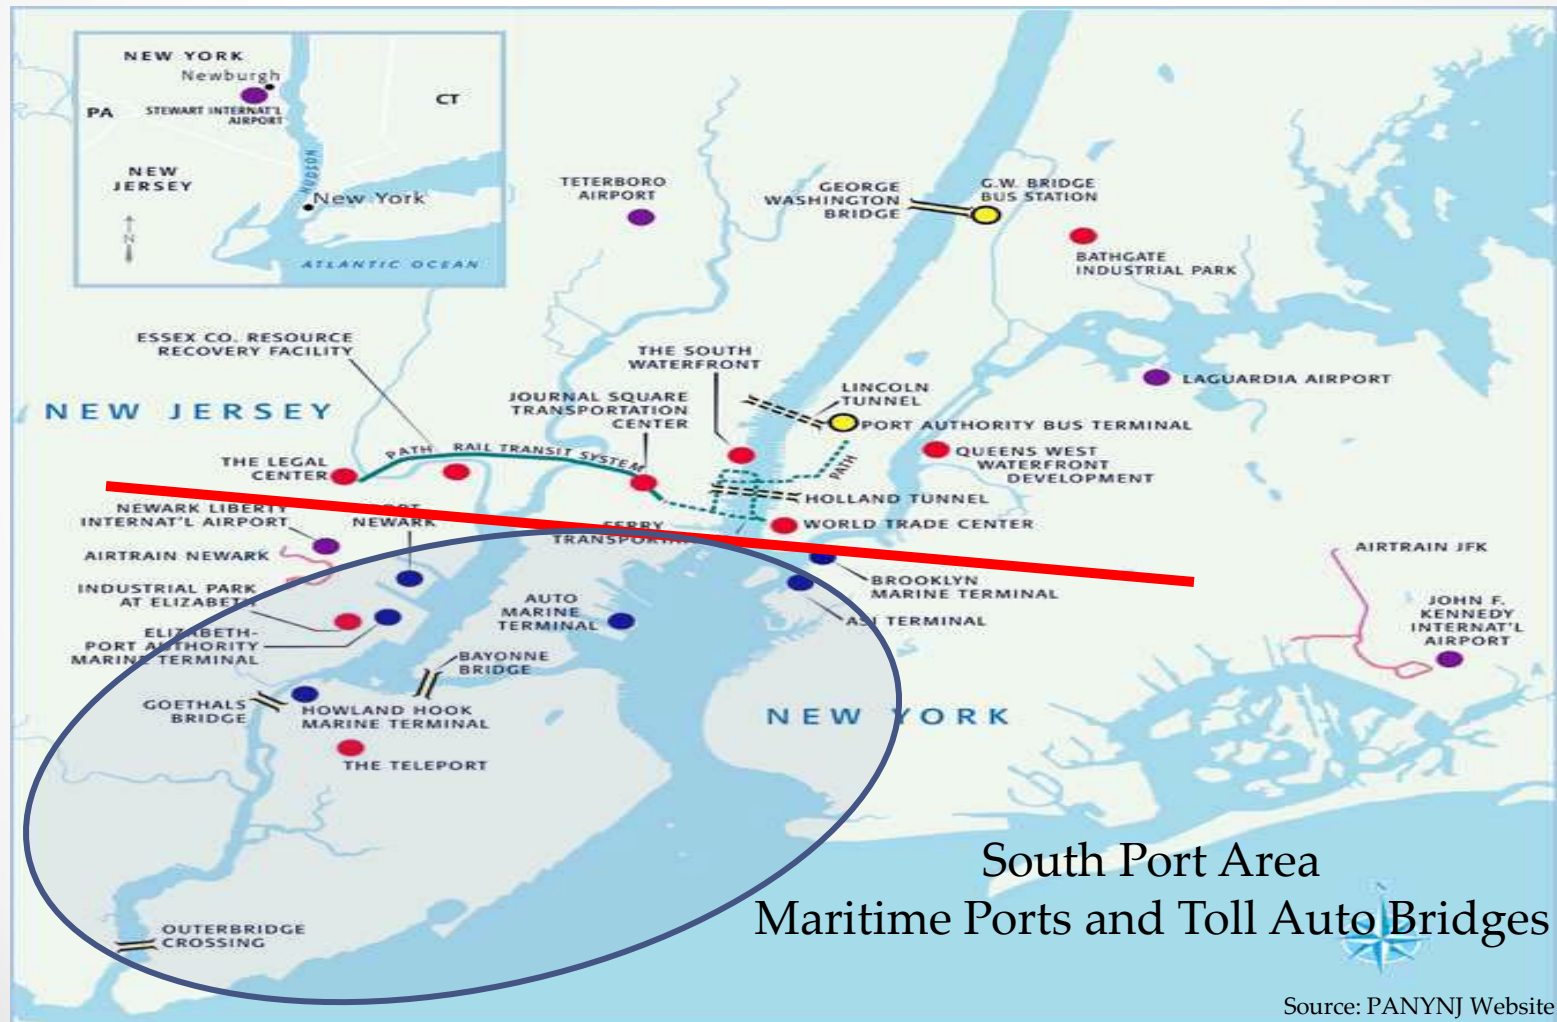 NEW YORK
Newburgh
STEWART INTERNAT'L
AIRPORT
PA
CT
NEW
JERSEY
HUDSON
New York
N
ATLANTIC OCEAN
TETERBORO
AIRPORT
GEORGE
WASHINGTON
BRIDGE
G.W. BRIDGE
BUS STATION
BATHGATE
INDUSTRIAL PARK
ESSEX CO. RESOURCE
RECOVERY FACILITY
THE SOUTH
WATERFRONT
LINCOLN
TUNNEL
LAGUARDIA AIRPORT
NEW JERSEY
JOURNAL SQUARE
TRANSPORTATION
CENTER
PORT AUTHORITY BUS TERMINAL
PATH RAIL TRANSIT SYSTEM
PATH
QUEENS WEST
WATERFRONT
DEVELOPMENT
THE LEGAL
CENTER
HOLLAND TUNNEL
NEWARK LIBERTY
INTERNAT'L AIRPORT
PORT
NEWARK
FERRY
WORLD TRADE CENTER
AIRTRAIN NEWARK
AIRTRAIN JFK
INDUSTRIAL PARK
AT ELIZABETH
AUTO
MARINE
TERMINAL
BROOKLYN
MARINE TERMINAL
ASI TERMINAL
JOHN F.
KENNEDY
INTERNAT'L
AIRPORT
ELIZABETH-
PORT AUTHORITY
MARINE TERMINAL
BAYONNE
BRIDGE
GOETHALS
BRIDGE
HOWLAND HOOK
MARINE TERMINAL
NEW YORK
THE TELEPORT
South Port Area
Maritime Ports and Toll Auto Bridges
N
OUTERBRIDGE
CROSSING
Source: PANYNJ Website